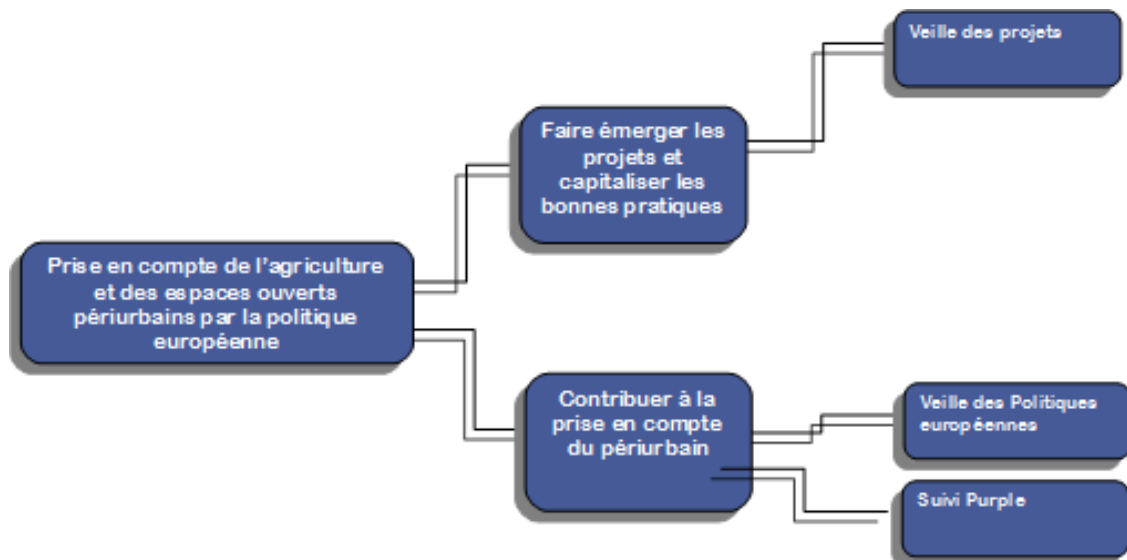 Veille des projets
Faire émerger les
projets et
capitaliser les
bonnes pratiques
Prise en compte de l'agriculture
et des espaces ouverts
périurbains par la politique
européenne
Contribuer à la
prise en compte
du périurbain
Veille des Politiques
européennes
Suivi Purple